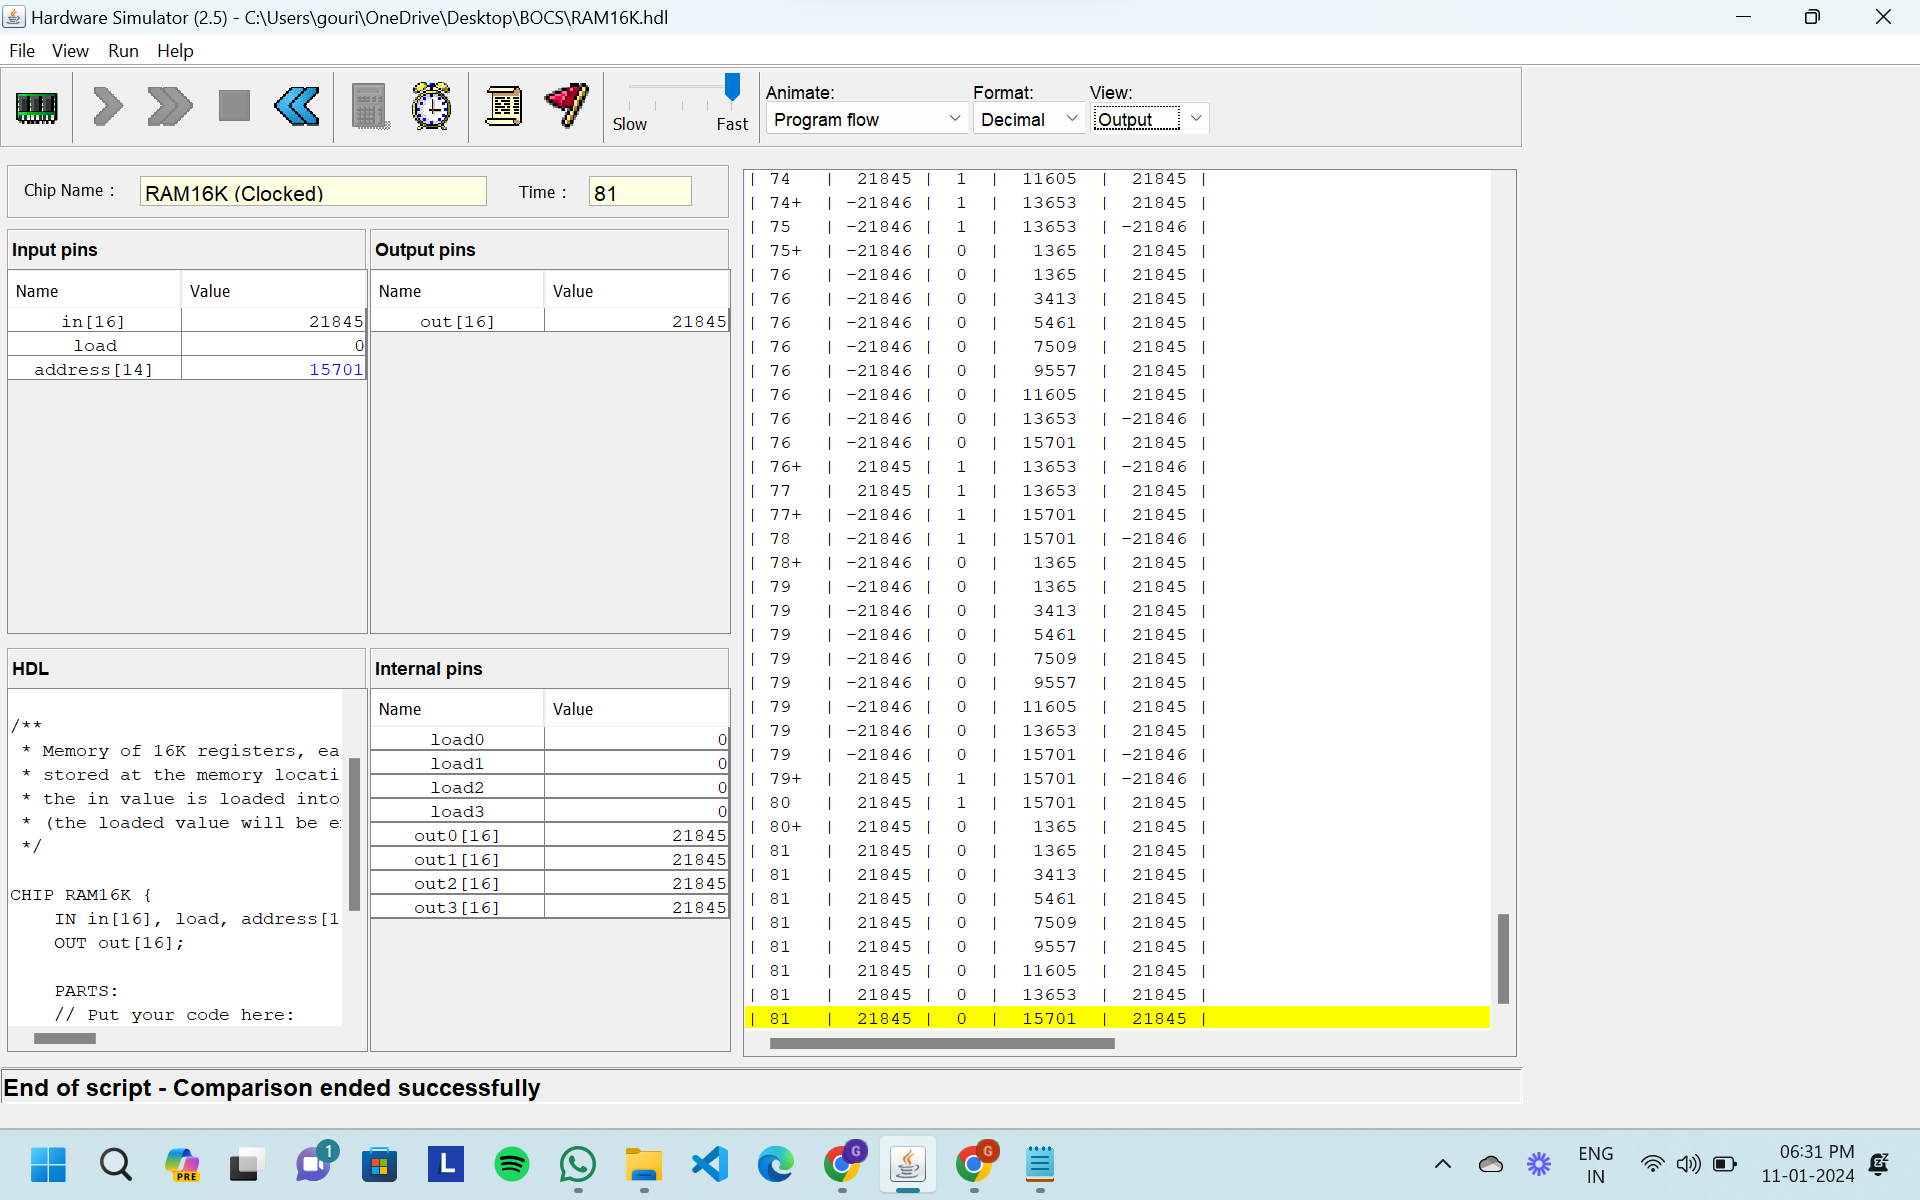 Hardware Simulator (2.5) - C:\Users\gouri\OneDrive\Desktop\BOCS\RAM16K.hdl
File View Run Help
Slow Fast
Animate: Format: View:
Program flow Decimal Output
Chip Name : RAM16K (Clocked) Time : 81
Input pins
Name Value
in[16] 21845
load 0
address[14] 15701
Output pins
Name Value
out[16] 21845
HDL
/**
* Memory of 16K registers, ea
* stored at the memory locati
* the in value is loaded into
* (the loaded value will be e
*/
CHIP RAM16K {
IN in[16], load, address[1
OUT out[16];
PARTS:
// Put your code here:
Internal pins
Name Value
load0 0
load1 0
load2 0
load3 0
out0[16] 21845
out1[16] 21845
out2[16] 21845
out3[16] 21845
| 74 | 21845 | 1 | 11605 | 21845 |
| 74+ | -21846 | 1 | 13653 | 21845 |
| 75 | -21846 | 1 | 13653 | -21846 |
| 75+ | -21846 | 0 | 1365 | 21845 |
| 76 | -21846 | 0 | 1365 | 21845 |
| 76 | -21846 | 0 | 3413 | 21845 |
| 76 | -21846 | 0 | 5461 | 21845 |
| 76 | -21846 | 0 | 7509 | 21845 |
| 76 | -21846 | 0 | 9557 | 21845 |
| 76 | -21846 | 0 | 11605 | 21845 |
| 76 | -21846 | 0 | 13653 | -21846 |
| 76 | -21846 | 0 | 15701 | 21845 |
| 76+ | 21845 | 1 | 13653 | -21846 |
| 77 | 21845 | 1 | 13653 | 21845 |
| 77+ | -21846 | 1 | 15701 | 21845 |
| 78 | -21846 | 1 | 15701 | -21846 |
| 78+ | -21846 | 0 | 1365 | 21845 |
| 79 | -21846 | 0 | 1365 | 21845 |
| 79 | -21846 | 0 | 3413 | 21845 |
| 79 | -21846 | 0 | 5461 | 21845 |
| 79 | -21846 | 0 | 7509 | 21845 |
| 79 | -21846 | 0 | 9557 | 21845 |
| 79 | -21846 | 0 | 11605 | 21845 |
| 79 | -21846 | 0 | 13653 | 21845 |
| 79 | -21846 | 0 | 15701 | -21846 |
| 79+ | 21845 | 1 | 15701 | -21846 |
| 80 | 21845 | 1 | 15701 | 21845 |
| 80+ | 21845 | 0 | 1365 | 21845 |
| 81 | 21845 | 0 | 1365 | 21845 |
| 81 | 21845 | 0 | 3413 | 21845 |
| 81 | 21845 | 0 | 5461 | 21845 |
| 81 | 21845 | 0 | 7509 | 21845 |
| 81 | 21845 | 0 | 9557 | 21845 |
| 81 | 21845 | 0 | 11605 | 21845 |
| 81 | 21845 | 0 | 13653 | 21845 |
| 81 | 21845 | 0 | 15701 | 21845 |
End of script - Comparison ended successfully
PRE 1 L G G
ENG
IN
06:31 PM
11-01-2024